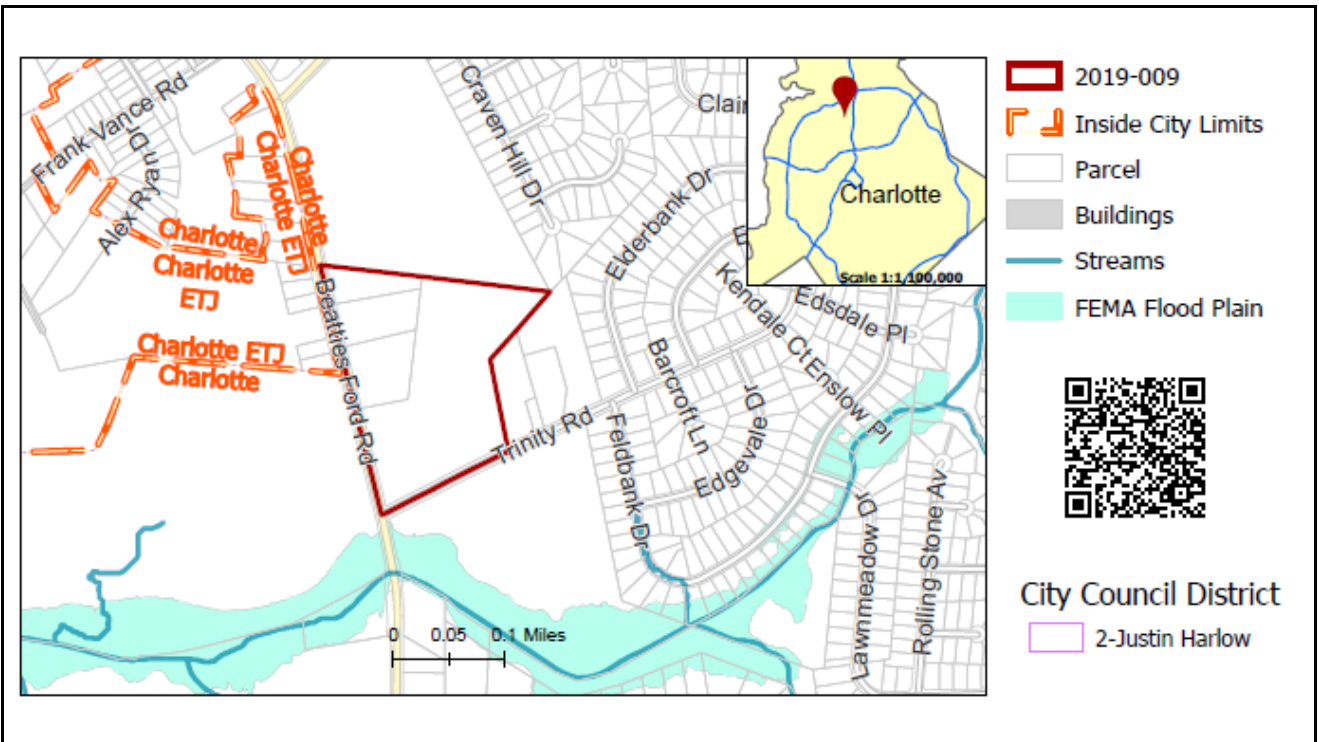 Frank Vance Rd
Alex Ryan Dr
Charlotte
Charlotte ETJ
Charlotte
Charlotte
ETJ
Charlotte ETJ
Charlotte
Beatties Ford Rd
Craven Hill Dr
Elderbank Dr
Kendale Ct
Edsdale Pl
Enslow Pl
Barcroft Ln
Edgevale Dr
Trinity Rd
Feldbank Dr
Lawnmeadow Dr
Rolling Stone Av
0 0.05 0.1 Miles
Charlotte
Scale 1:1,100,000
2019-009
Inside City Limits
Parcel
Buildings
Streams
FEMA Flood Plain
City Council District
2-Justin Harlow